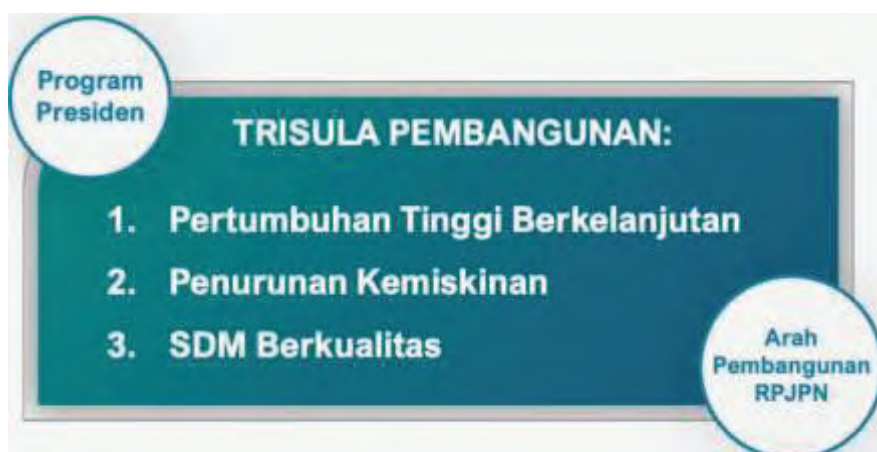 Program
Presiden
TRISULA PEMBANGUNAN:
1. Pertumbuhan Tinggi Berkelanjutan
2. Penurunan Kemiskinan
3. SDM Berkualitas
Arah
Pembangunan
RPJPN